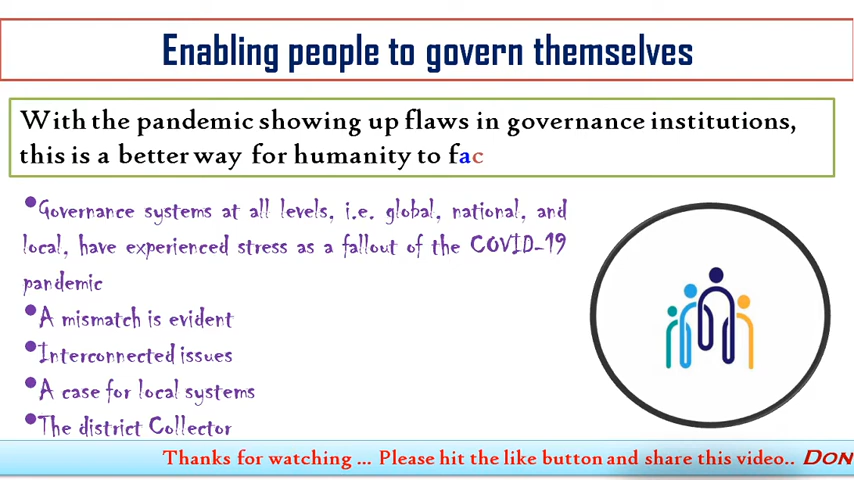 Enabling people to govern themselves
With the pandemic showing up flaws in governance institutions,
this is a better way for humanity to fac
•Governance systems at all levels, i.e. global, national, and
local, have experienced stress as a fallout of the COVID-19
pandemic
•A mismatch is evident
•Interconnected issues
•A case for local systems
•The district Collector
Thanks for watching ... Please hit the like button and share this video.. DON